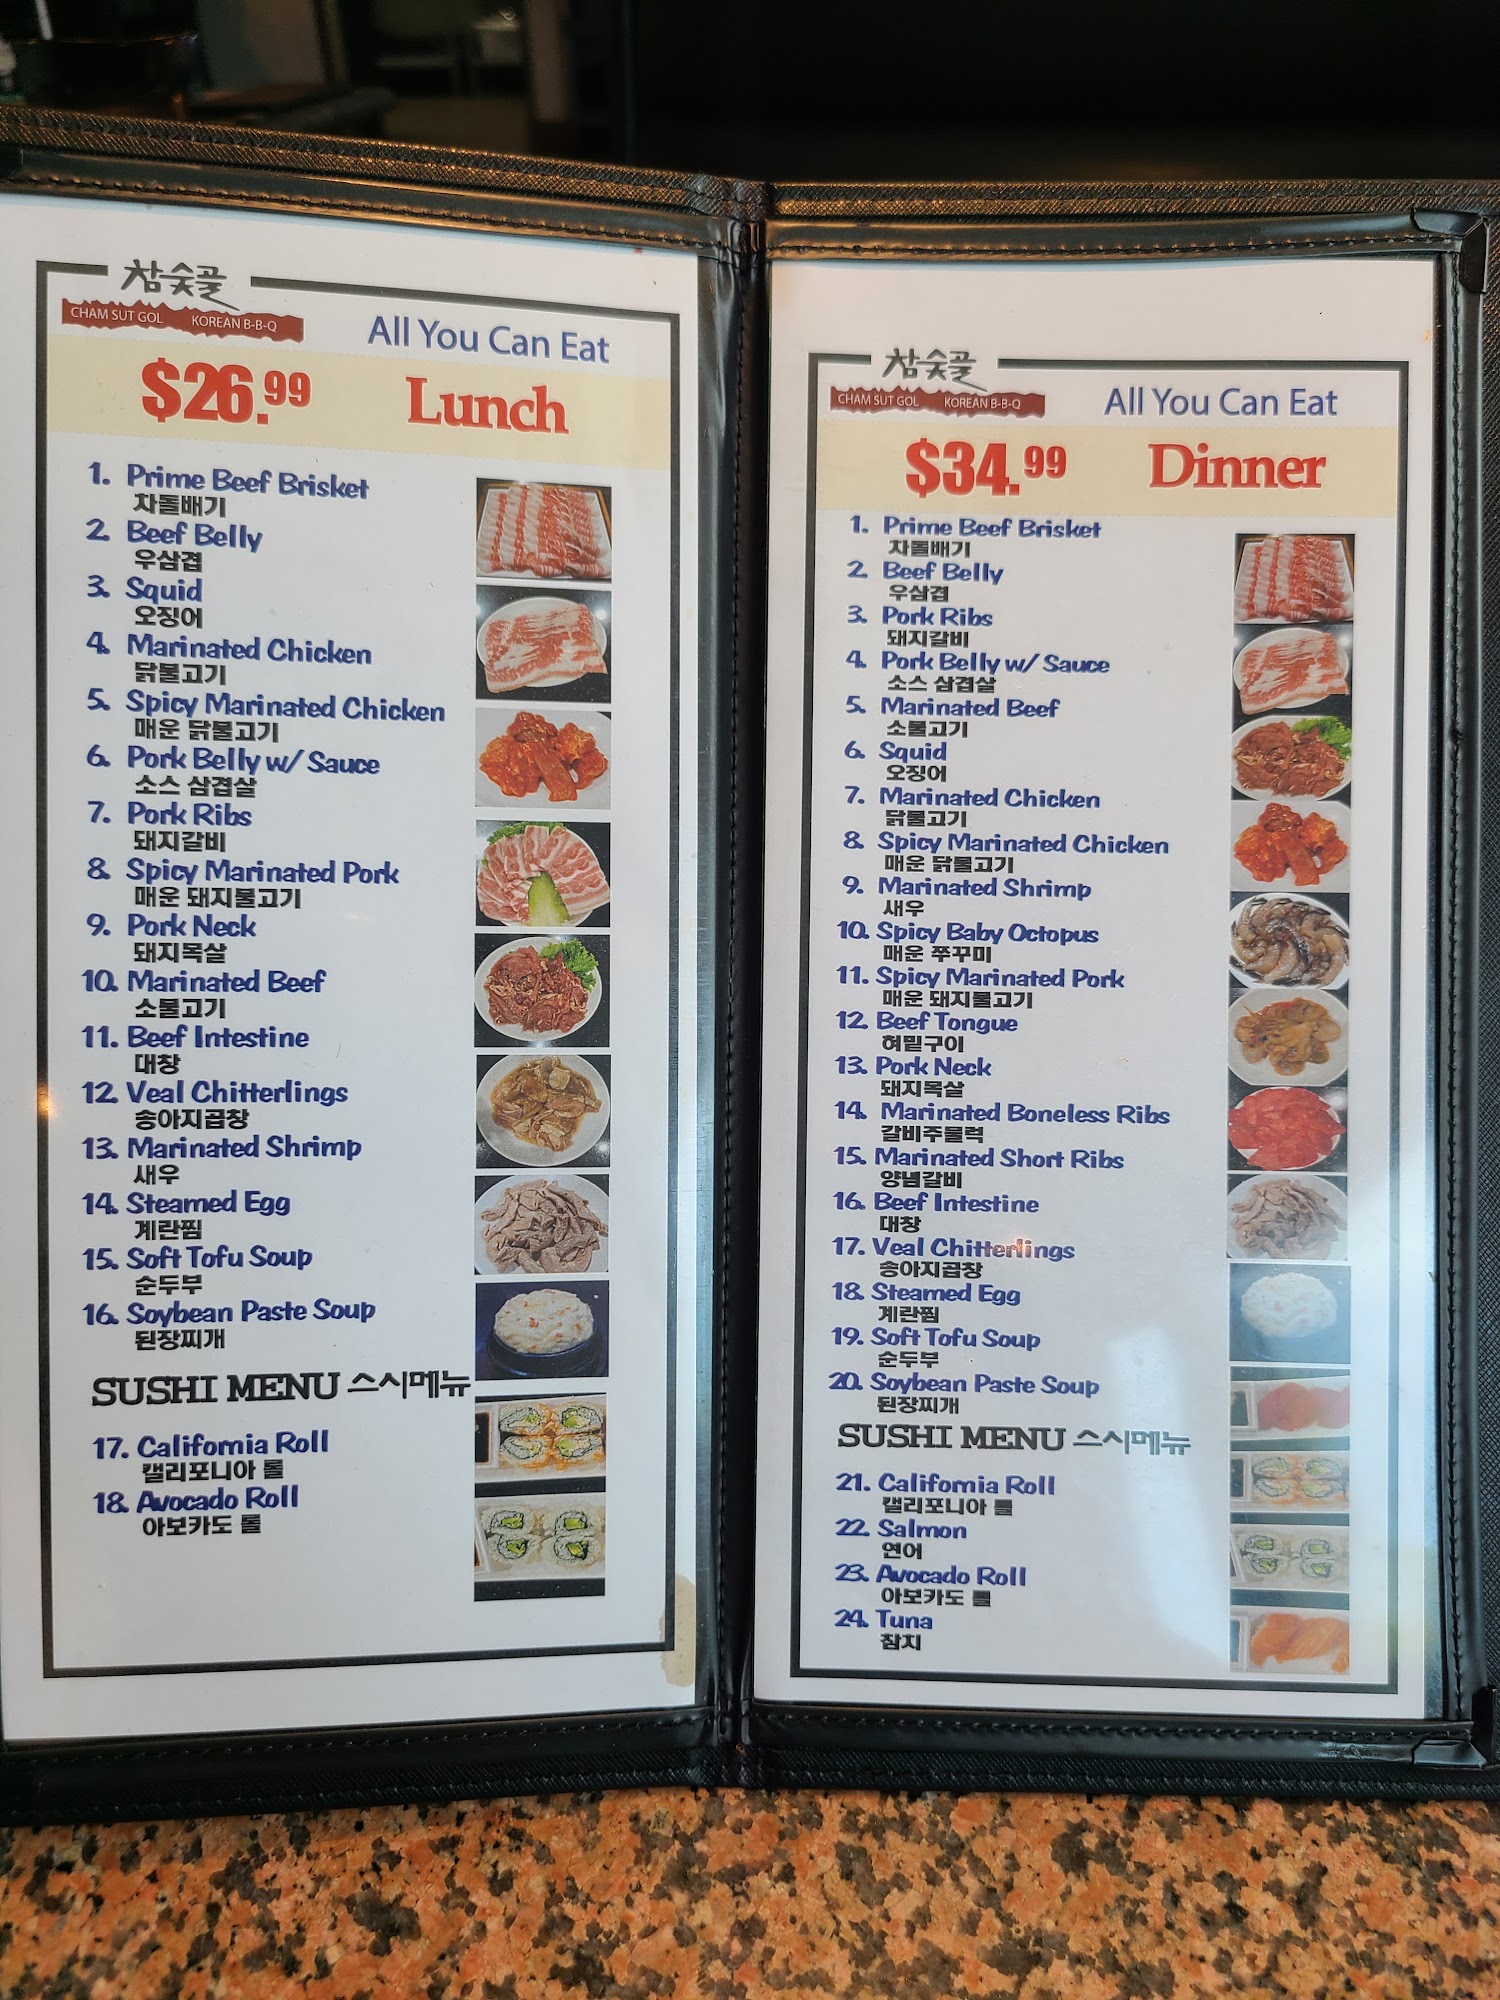 참숯골
CHAM SUT GOL KOREAN B-B-Q
All You Can Eat
$26.99 Lunch
1. Prime Beef Brisket
차돌배기
2. Beef Belly
우삼겹
3. Squid
오징어
4. Marinated Chicken
닭불고기
5. Spicy Marinated Chicken
매운 닭불고기
6. Pork Belly w/ Sauce
소스 삼겹살
7. Pork Ribs
돼지갈비
8. Spicy Marinated Pork
매운 돼지불고기
9. Pork Neck
돼지목살
10. Marinated Beef
소불고기
11. Beef Intestine
대창
12. Veal Chitterlings
송아지곱창
13. Marinated Shrimp
새우
14. Steamed Egg
계란찜
15. Soft Tofu Soup
순두부
16. Soybean Paste Soup
된장찌개
SUSHI MENU 스시메뉴
17. California Roll
캘리포니아 롤
18. Avocado Roll
아보카도 롤
참숯골
CHAM SUT GOL KOREAN B-B-Q
All You Can Eat
$34.99 Dinner
1. Prime Beef Brisket
차돌배기
2. Beef Belly
우삼겹
3. Pork Ribs
돼지갈비
4. Pork Belly w/ Sauce
소스 삼겹살
5. Marinated Beef
소불고기
6. Squid
오징어
7. Marinated Chicken
닭불고기
8. Spicy Marinated Chicken
매운 닭불고기
9. Marinated Shrimp
새우
10. Spicy Baby Octopus
매운 쭈꾸미
11. Spicy Marinated Pork
매운 돼지불고기
12. Beef Tongue
혀밑구이
13. Pork Neck
돼지목살
14. Marinated Boneless Ribs
갈비주물럭
15. Marinated Short Ribs
양념갈비
16. Beef Intestine
대창
17. Veal Chitterlings
송아지곱창
18. Steamed Egg
계란찜
19. Soft Tofu Soup
순두부
20. Soybean Paste Soup
된장찌개
SUSHI MENU 스시메뉴
21. California Roll
캘리포니아 롤
22. Salmon
연어
23. Avocado Roll
아보카도 롤
24. Tuna
참치